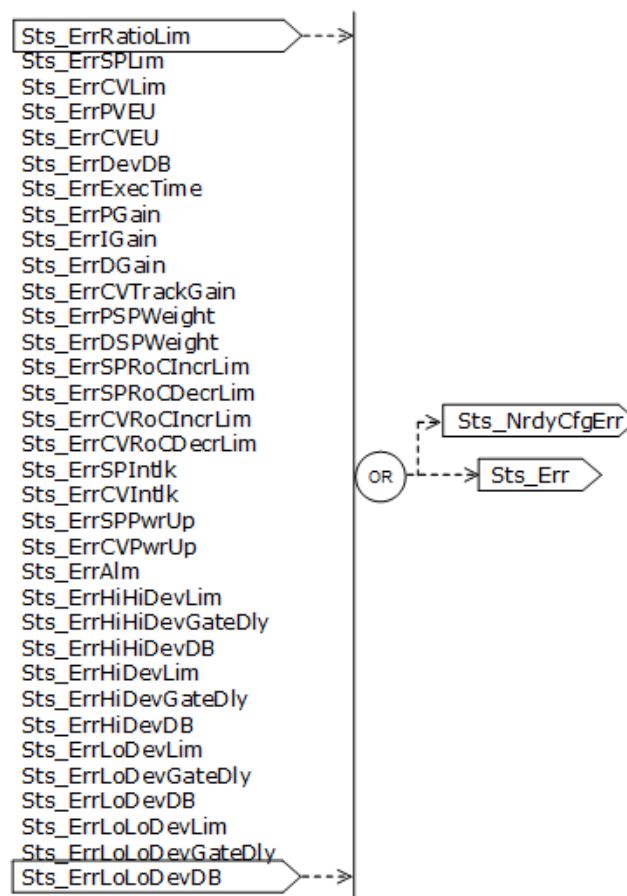 Sts_ErrRatioLim
Sts_ErrSPLim
Sts_ErrCVLim
Sts_ErrPVEU
Sts_ErrCVEU
Sts_ErrDevDB
Sts_ErrExecTime
Sts_ErrPGain
Sts_ErrIGain
Sts_ErrDGain
Sts_ErrCVTrackGain
Sts_ErrPSPWeight
Sts_ErrDSPWeight
Sts_ErrSPRoCIncrLim
Sts_ErrSPRoCDecrLim
Sts_ErrCVRoCIncrLim
Sts_ErrCVRoCDecrLim
Sts_ErrSPIntlk
Sts_ErrCVIntlk
Sts_ErrSPPwrUp
Sts_ErrCVPwrUp
Sts_ErrAlm
Sts_ErrHiHiDevLim
Sts_ErrHiHiDevGateDly
Sts_ErrHiHiDevDB
Sts_ErrHiDevLim
Sts_ErrHiDevGateDly
Sts_ErrHiDevDB
Sts_ErrLoDevLim
Sts_ErrLoDevGateDly
Sts_ErrLoDevDB
Sts_ErrLoLoDevLim
Sts_ErrLoLoDevGateDly
Sts_ErrLoLoDevDB
OR
Sts_NrdyCfgErr
Sts_Err